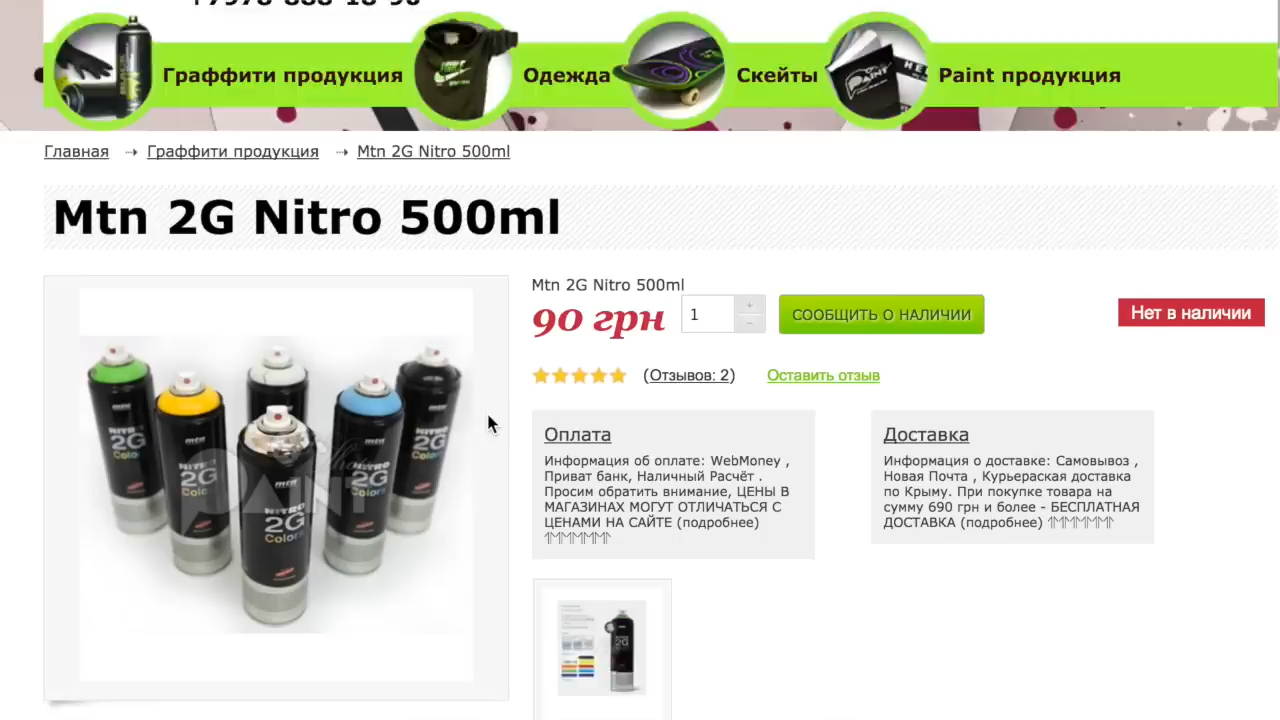 Граффити продукция
Одежда
Скейты
Paint продукция
Главная
Граффити продукция
Mtn 2G Nitro 500ml
Mtn 2G Nitro 500ml
Mtn 2G Nitro 500ml
90 грн
1
СООБЩИТЬ О НАЛИЧИИ
Нет в наличии
(Отзывов: 2)
Оставить отзыв
Оплата
Информация об оплате: WebMoney ,
Приват банк, Наличный Расчёт .
Просим обратить внимание, ЦЕНЫ В
МАГАЗИНАХ МОГУТ ОТЛИЧАТЬСЯ С
ЦЕНАМИ НА САЙТЕ (подробнее)
Доставка
Информация о доставке: Самовывоз ,
Новая Почта , Курьераская доставка
по Крыму. При покупке товара на
сумму 690 грн и более - БЕСПЛАТНАЯ
ДОСТАВКА (подробнее)
mtn
NITRO
2G
Colors